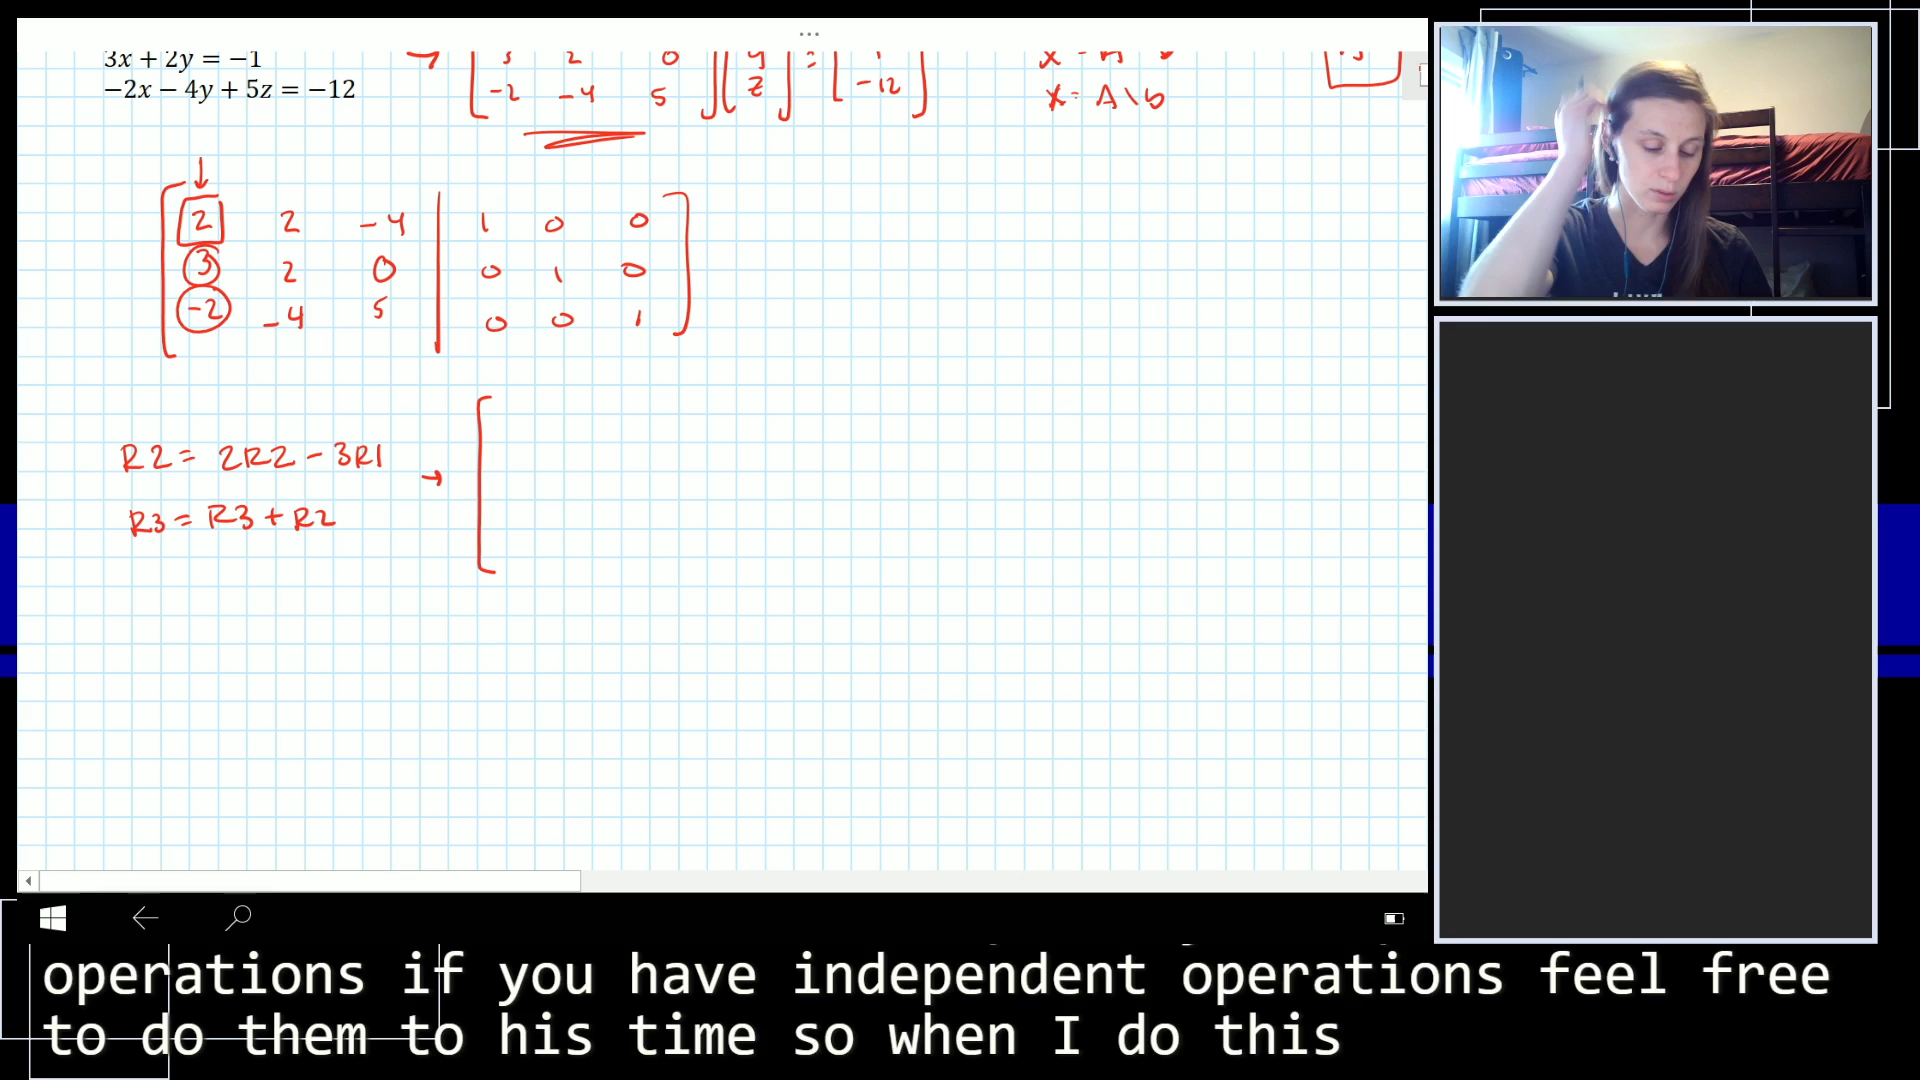 3x + 2y = −1
−2x − 4y + 5z = −12
→ 2 0 y =
-2 -4 5 z -12
x = A\b
2 2 -4 1 0 0
3 2 0 0 1 0
-2 -4 5 0 0 1
R2 = 2R2 - 3R1
→
R3 = R3 + R2
operations if you have independent operations feel free
to do them to his time so when I do this